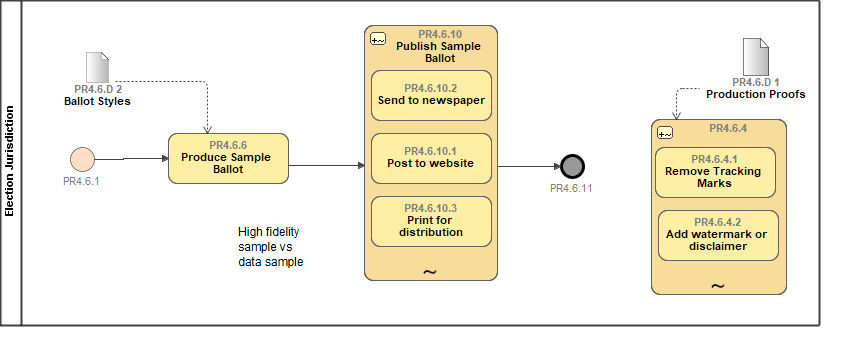 Election Jurisdiction
PR4.6.D 2
Ballot Styles
PR4.6.1
PR4.6.6
Produce Sample
Ballot
High fidelity
sample vs
data sample
PR4.6.10
Publish Sample
Ballot
PR4.6.10.2
Send to newspaper
PR4.6.10.1
Post to website
PR4.6.10.3
Print for
distribution
~
PR4.6.11
PR4.6.D 1
Production Proofs
PR4.6.4
PR4.6.4.1
Remove Tracking
Marks
PR4.6.4.2
Add watermark or
disclaimer
~